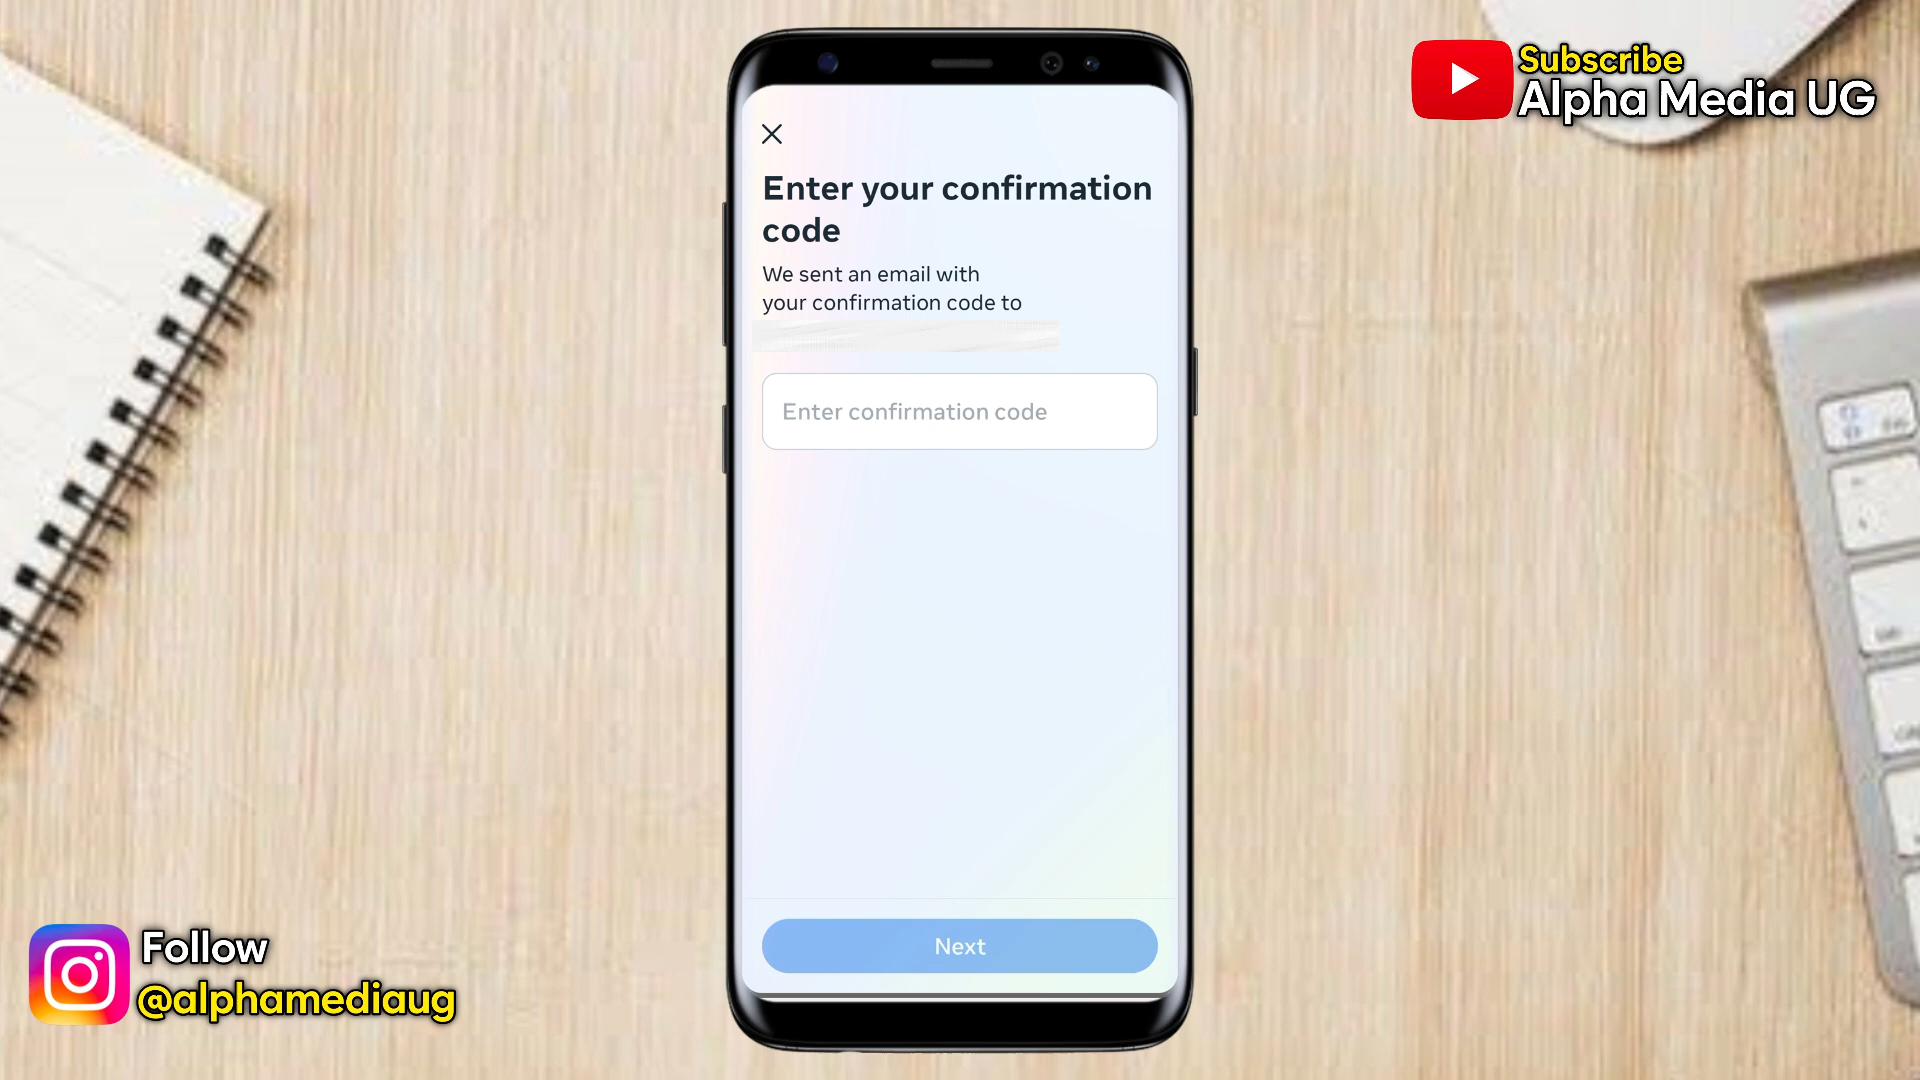 Subscribe
Alpha Media UG
Enter your confirmation
code
We sent an email with
your confirmation code to
Enter confirmation code
Next
Follow
@alphamediaug